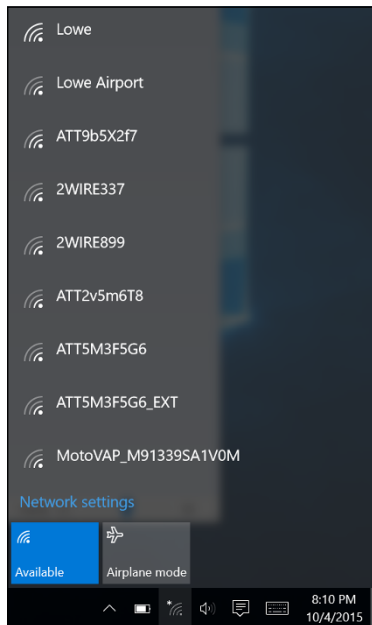 Lowe
Lowe Airport
ATT9b5X2f7
2WIRE337
2WIRE899
ATT2v5m6T8
ATT5M3F5G6
ATT5M3F5G6_EXT
MotoVAP_M91339SA1V0M
Network settings
Available
Airplane mode
8:10 PM
10/4/2015